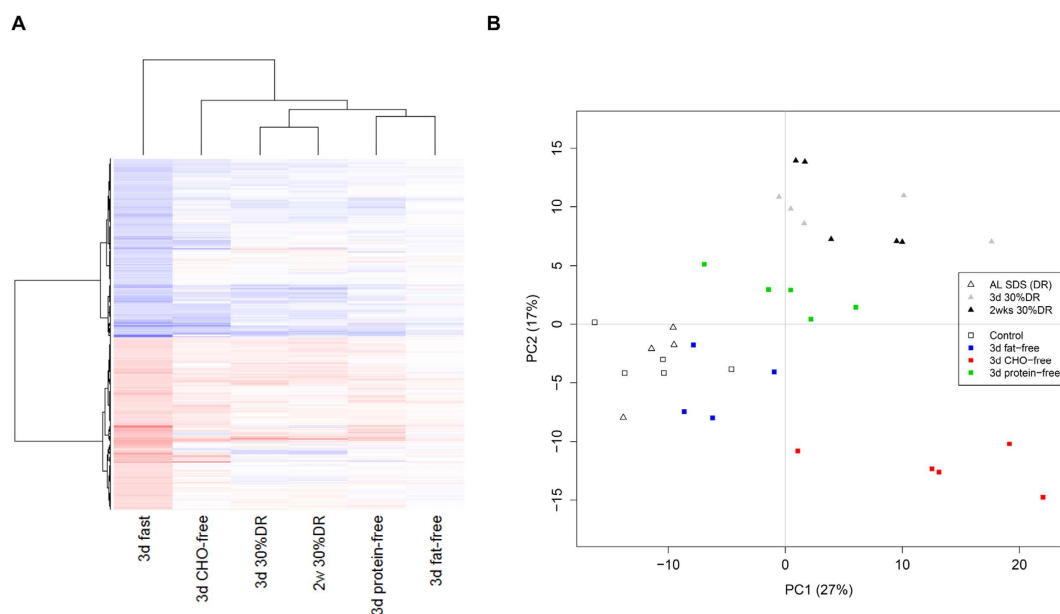 A
3d fast
3d CHO-free
3d 30%DR
2w 30%DR
3d protein-free
3d fat-free
B
PC2 (17%)
15
10
5
0
−5
−10
−15
−10
0
10
20
PC1 (27%)
AL SDS (DR)
3d 30%DR
2wks 30%DR
Control
3d fat−free
3d CHO−free
3d protein−free